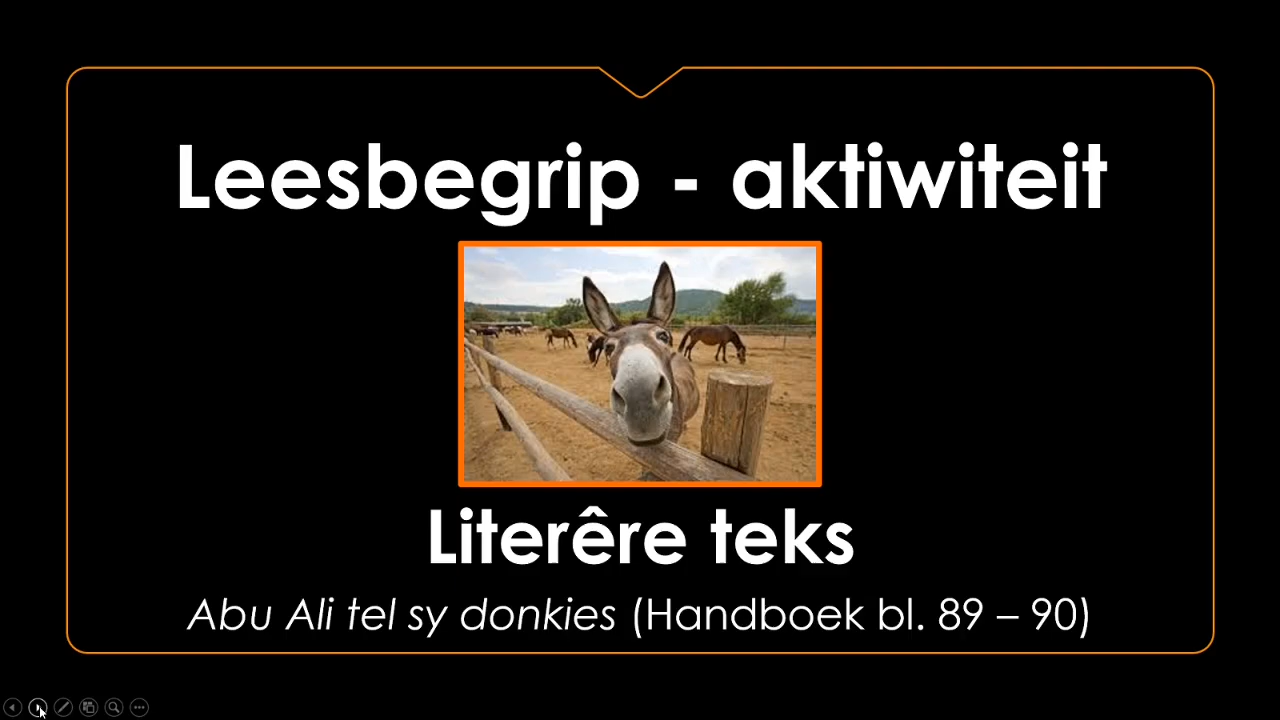 Leesbegrip - aktiwiteit
Literêre teks
Abu Ali tel sy donkies (Handboek bl. 89 – 90)